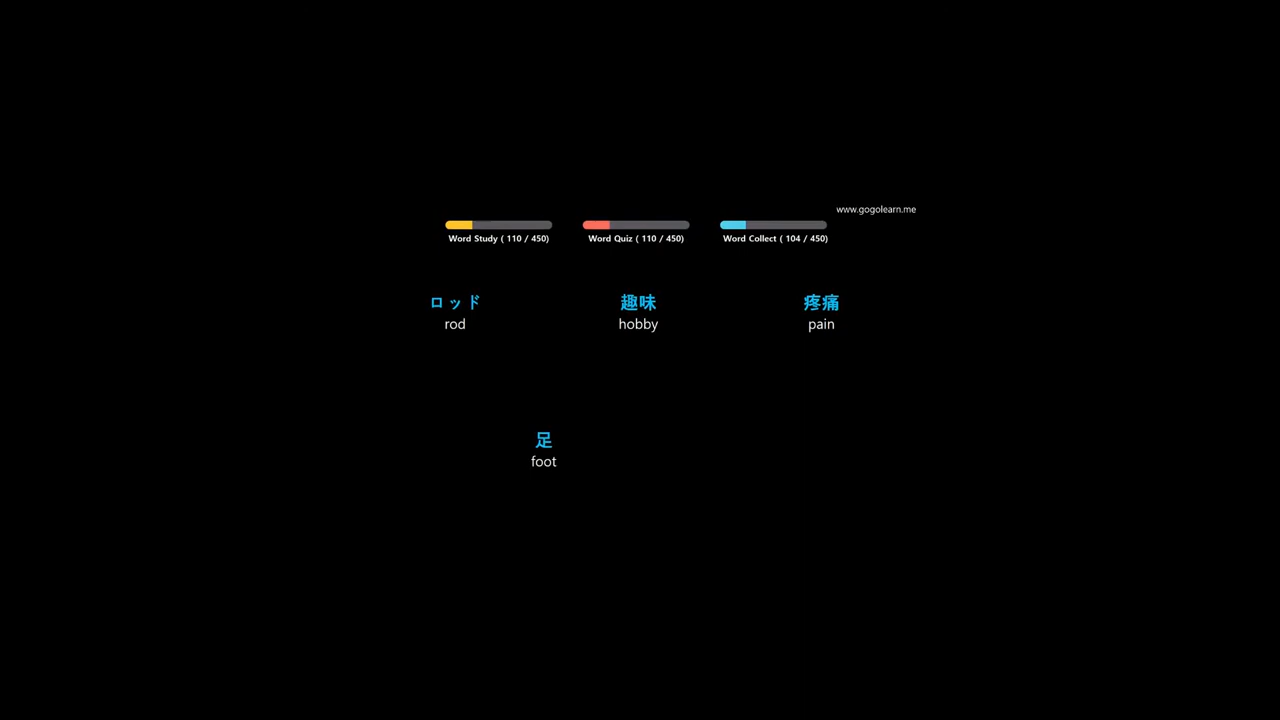 www.gogolearn.me
Word Study ( 110 / 450)
Word Quiz ( 110 / 450)
Word Collect ( 104 / 450)
ロッド
rod
趣味
hobby
疼痛
pain
足
foot